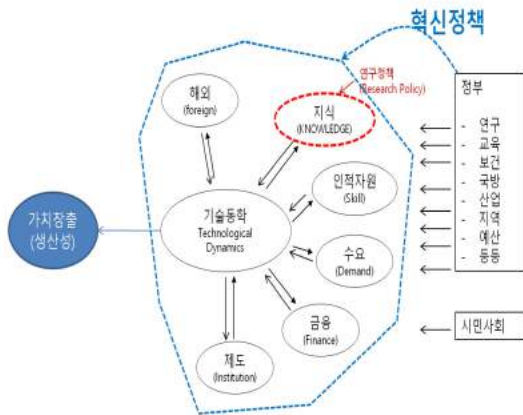 혁신정책
연구정책
(Research Policy)
해외
(foreign)
지식
(KNOWLEDGE)
정부
- 연구
- 교육
- 보건
- 국방
- 산업
- 지역
- 예산
- 등등
인적자원
(Skill)
기술동학
Technological
Dynamics
가치창출
(생산성)
수요
(Demand)
금융
(Finance)
제도
(Institution)
시민사회